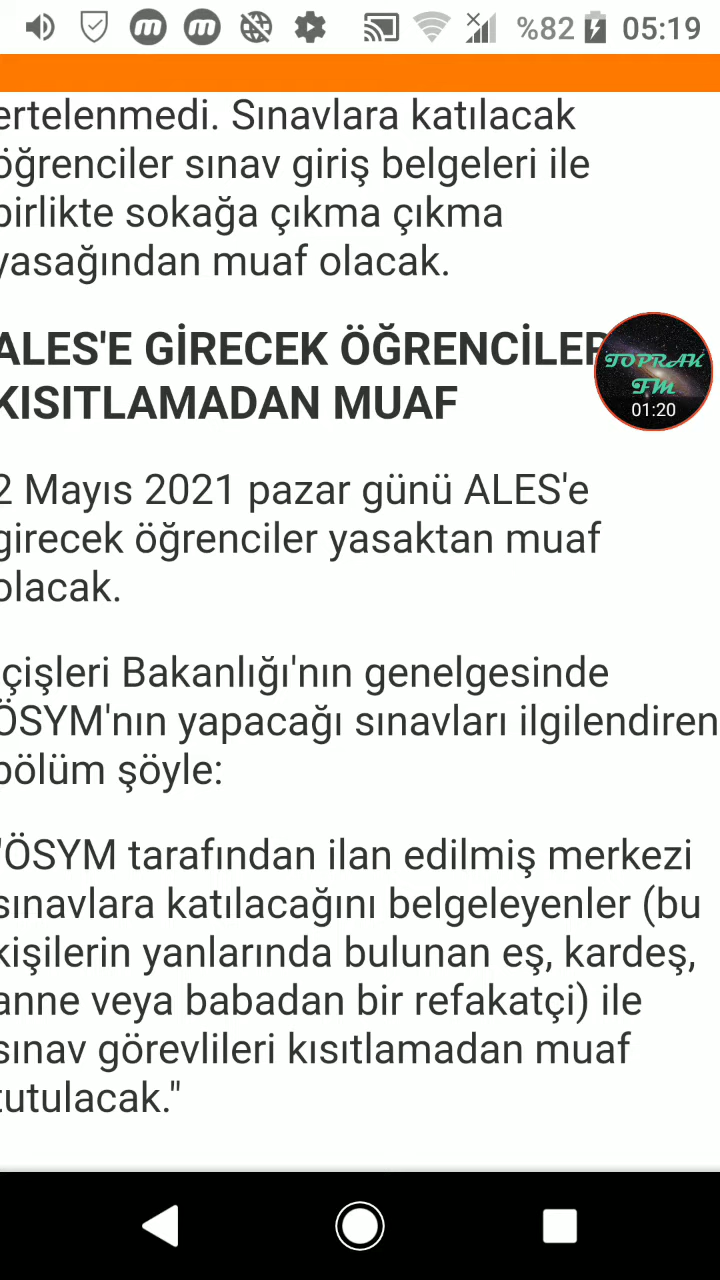 %82 05:19
ertelenmedi. Sınavlara katılacak
öğrenciler sınav giriş belgeleri ile
birlikte sokağa çıkma çıkma
yasağından muaf olacak.
ALES'E GİRECEK ÖĞRENCİLER
KISITLAMADAN MUAF
TOPRAK
FM
01:20
2 Mayıs 2021 pazar günü ALES'e
girecek öğrenciler yasaktan muaf
olacak.
çişleri Bakanlığı'nın genelgesinde
ÖSYM'nın yapacağı sınavları ilgilendiren
bölüm şöyle:
"ÖSYM tarafından ilan edilmiş merkezi
sınavlara katılacağını belgeleyenler (bu
kişilerin yanlarında bulunan eş, kardeş,
anne veya babadan bir refakatçi) ile
sınav görevlileri kısıtlamadan muaf
tutulacak."